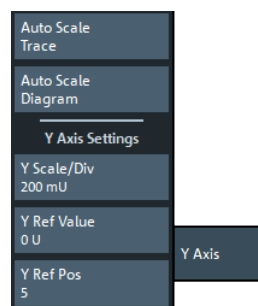 Auto Scale
Trace
Auto Scale
Diagram
Y Axis Settings
Y Scale/Div
200 mU
Y Ref Value
0 U
Y Axis
Y Ref Pos
5